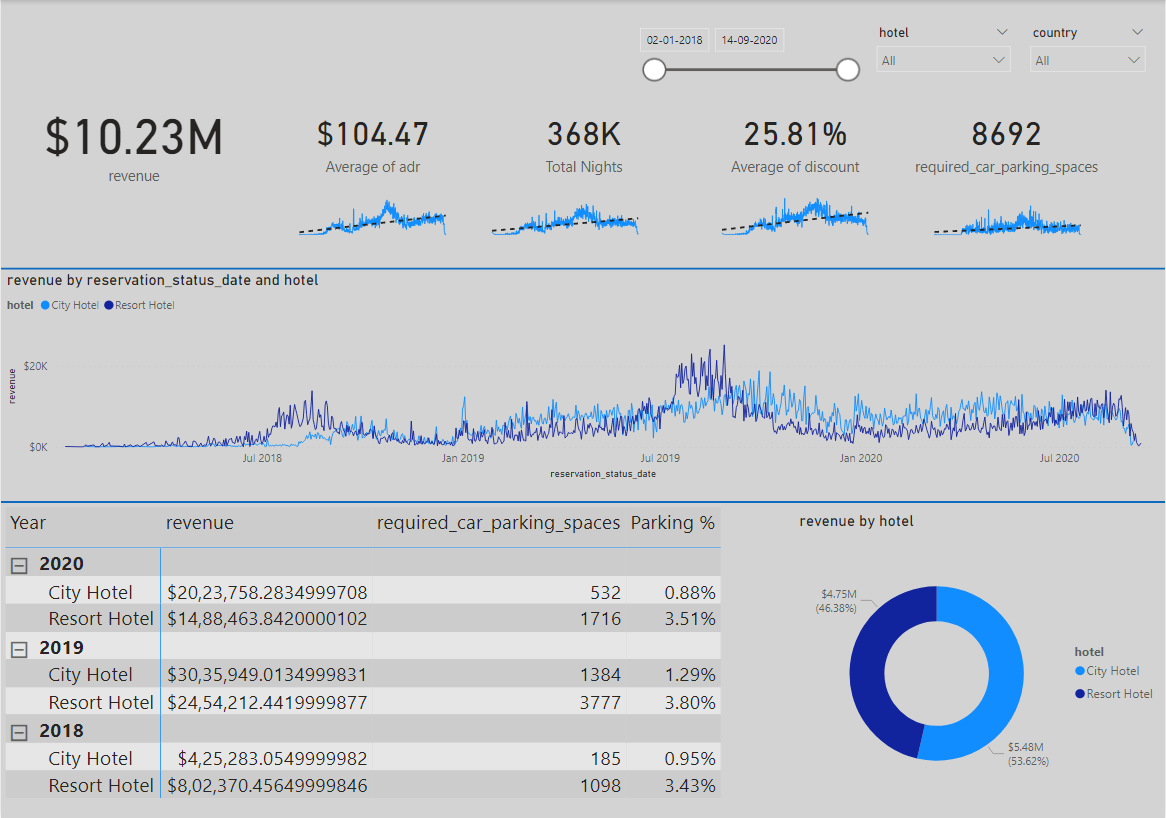 02-01-2018 14-09-2020
hotel
All
country
All
$10.23M
revenue
$104.47
Average of adr
368K
Total Nights
25.81%
Average of discount
8692
required_car_parking_spaces
revenue by reservation_status_date and hotel
hotel City Hotel Resort Hotel
revenue
$20K
$0K
Jul 2018 Jan 2019 Jul 2019 Jan 2020 Jul 2020
reservation_status_date
Year revenue required_car_parking_spaces Parking %
2020
City Hotel $20,23,758.2834999708 532 0.88%
Resort Hotel $14,88,463.8420000102 1716 3.51%
2019
City Hotel $30,35,949.0134999831 1384 1.29%
Resort Hotel $24,54,212.4419999877 3777 3.80%
2018
City Hotel $4,25,283.0549999982 185 0.95%
Resort Hotel $8,02,370.45649999846 1098 3.43%
revenue by hotel
$4.75M
(46.38%)
hotel
City Hotel
Resort Hotel
$5.48M
(53.62%)